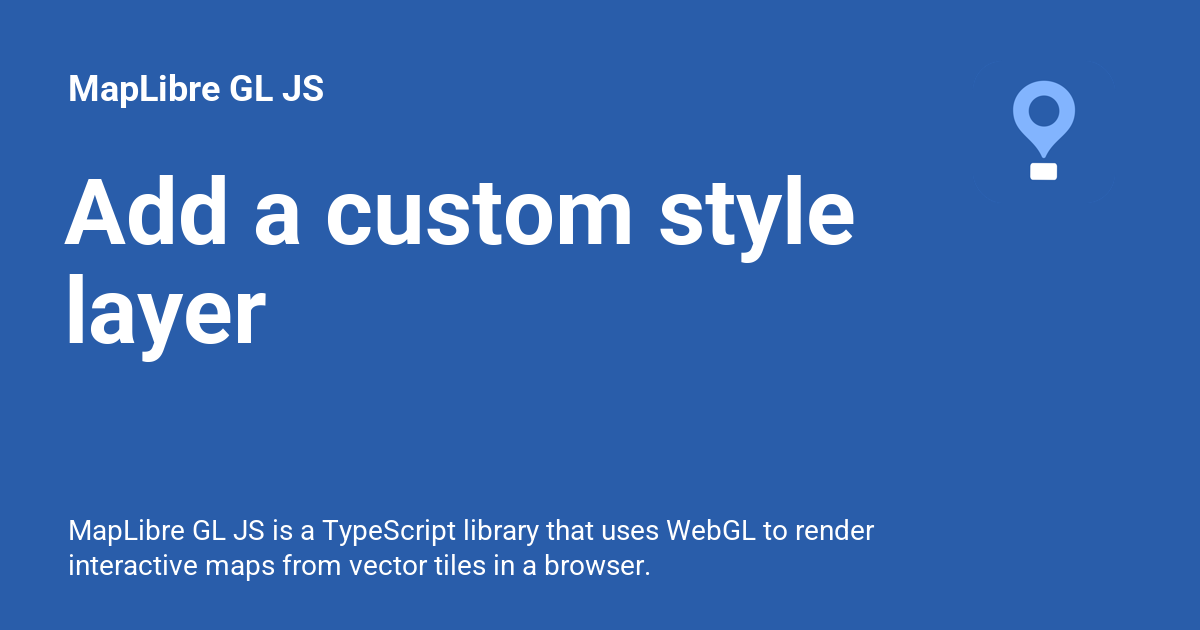 MapLibre GL JS
Add a custom style
layer
MapLibre GL JS is a TypeScript library that uses WebGL to render
interactive maps from vector tiles in a browser.